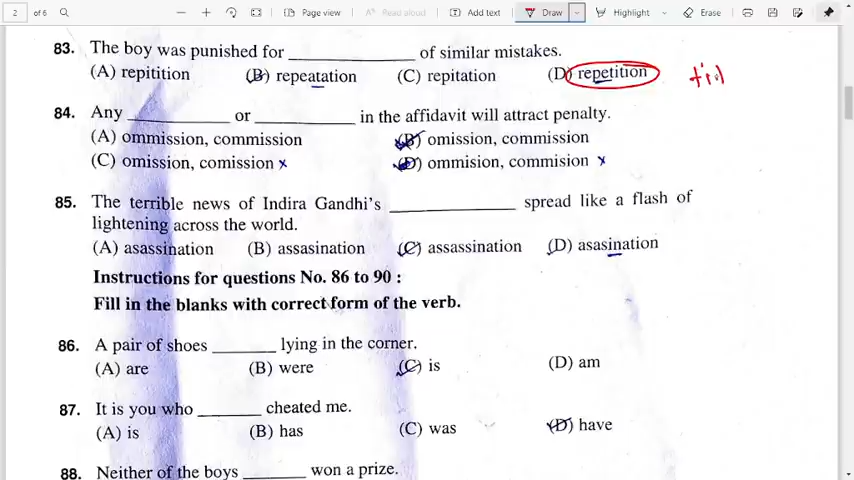 2 of 6 Page view Read aloud Add text Draw Highlight Erase
83. The boy was punished for ____________ of similar mistakes.
(A) repitition (B) repeatation (C) repitation (D) repetition
84. Any ____________ or ____________ in the affidavit will attract penalty.
(A) ommission, commission (B) omission, commission
(C) omission, comission x (D) ommision, commision x
85. The terrible news of Indira Gandhi's ____________ spread like a flash of
lightening across the world.
(A) asassination (B) assasination (C) assassination (D) asasination
Instructions for questions No. 86 to 90 :
Fill in the blanks with correct form of the verb.
86. A pair of shoes _______ lying in the corner.
(A) are (B) were (C) is (D) am
87. It is you who _______ cheated me.
(A) is (B) has (C) was (D) have
88. Neither of the boys _______ won a prize.